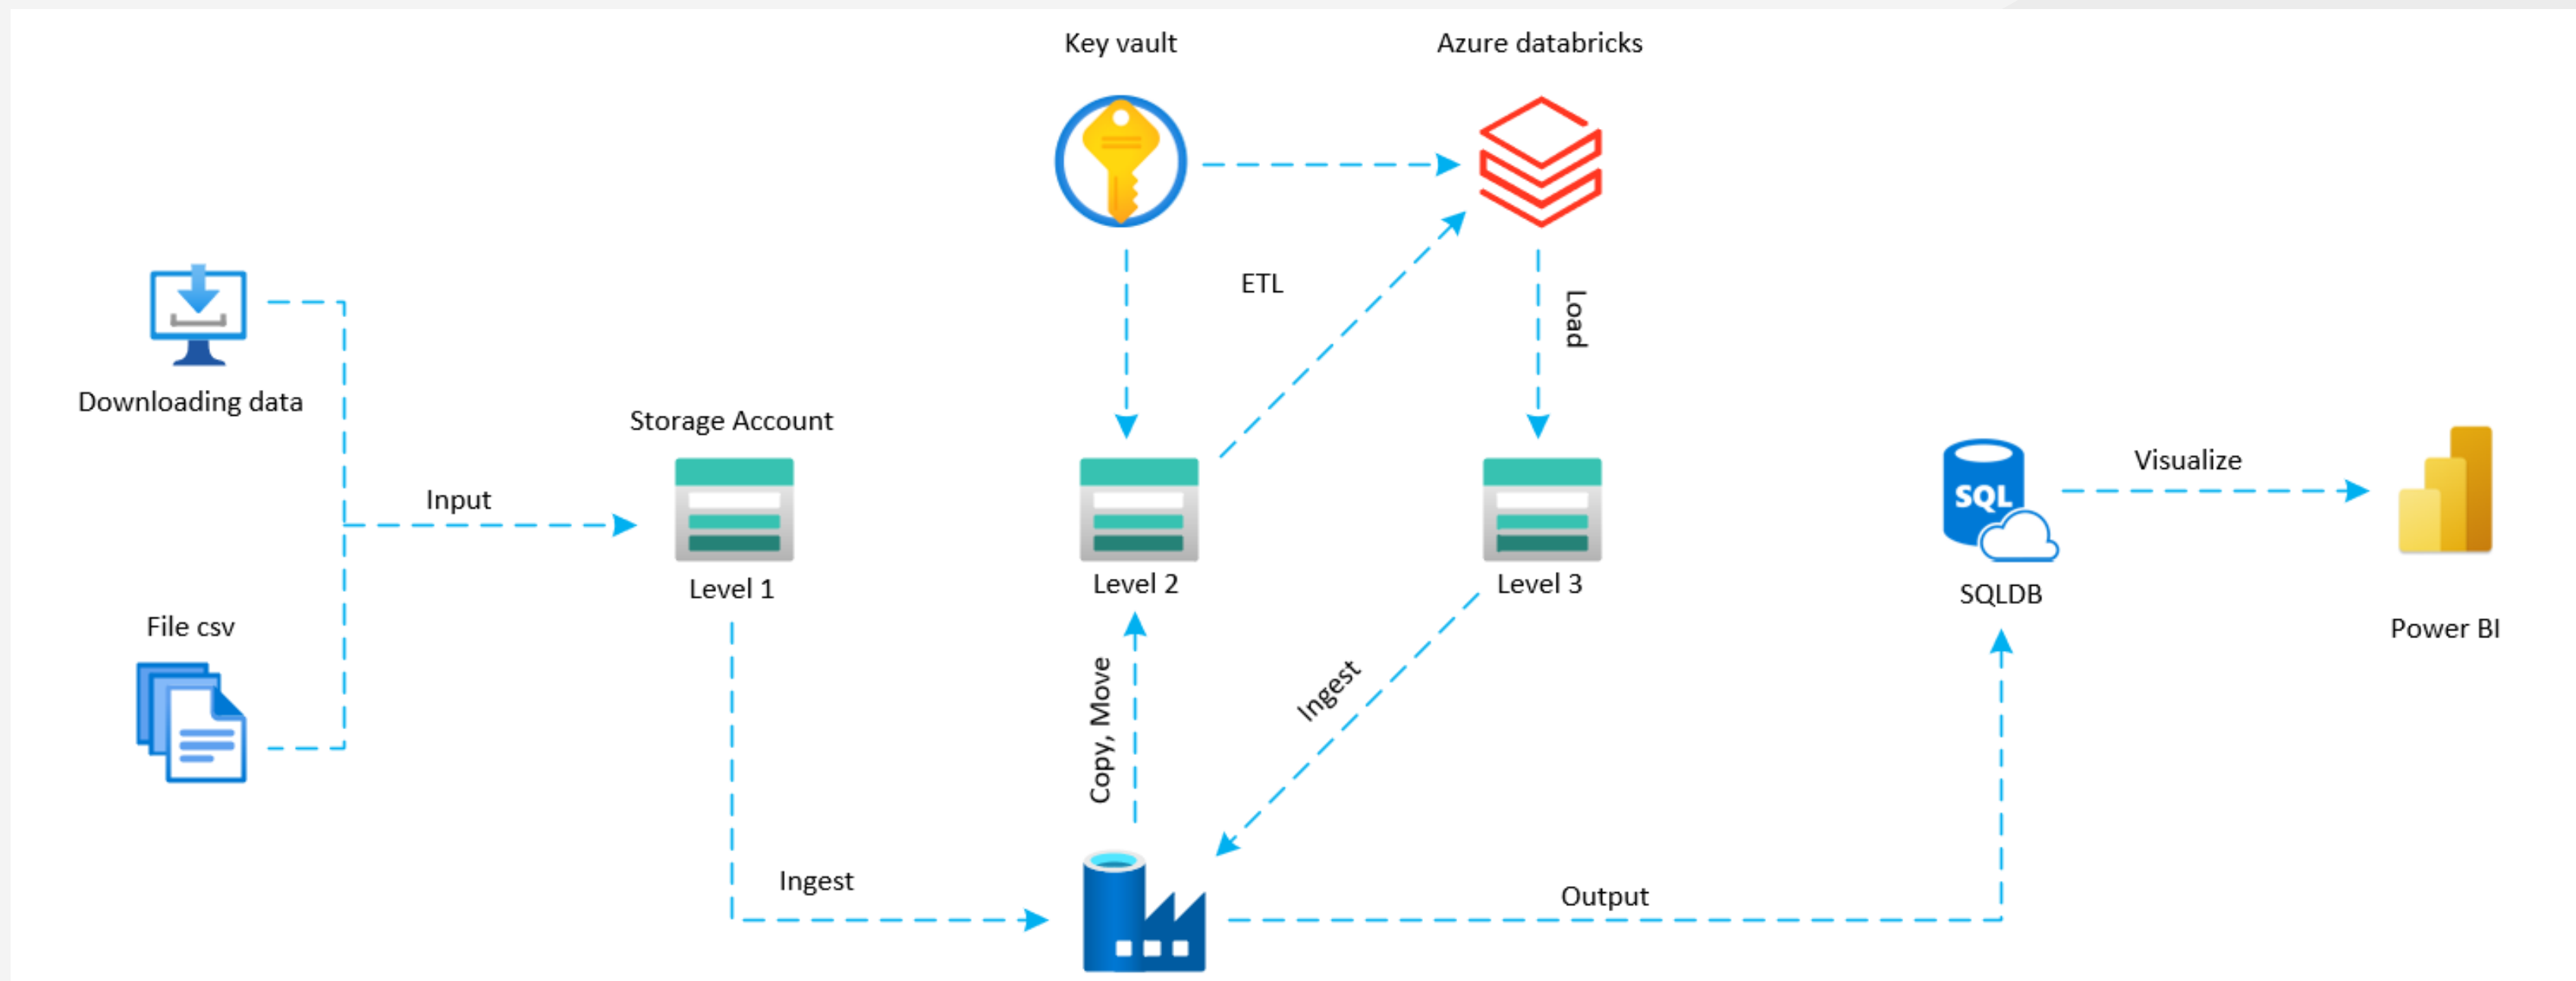 Key vault
Azure databricks
Downloading data
ETL
Load
Storage Account
Input
Level 1
Level 2
Level 3
SQL
SQLDB
Visualize
Power BI
File csv
Copy, Move
Ingest
Ingest
Output